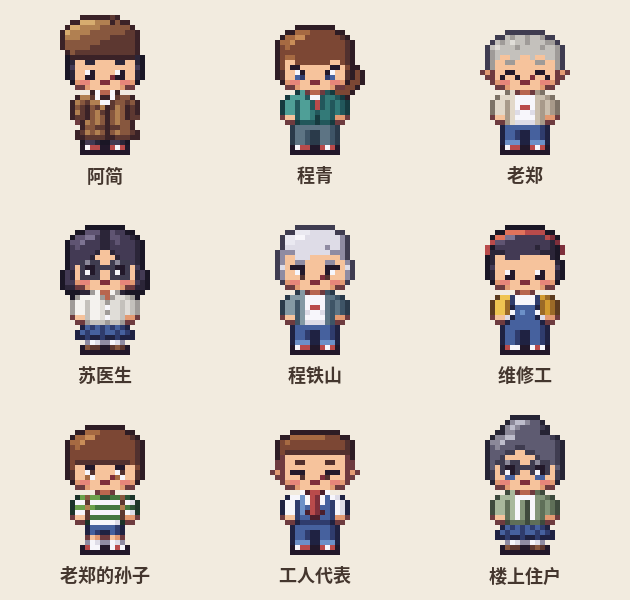 阿简
程青
老郑
苏医生
程铁山
维修工
老郑的孙子
工人代表
楼上住户